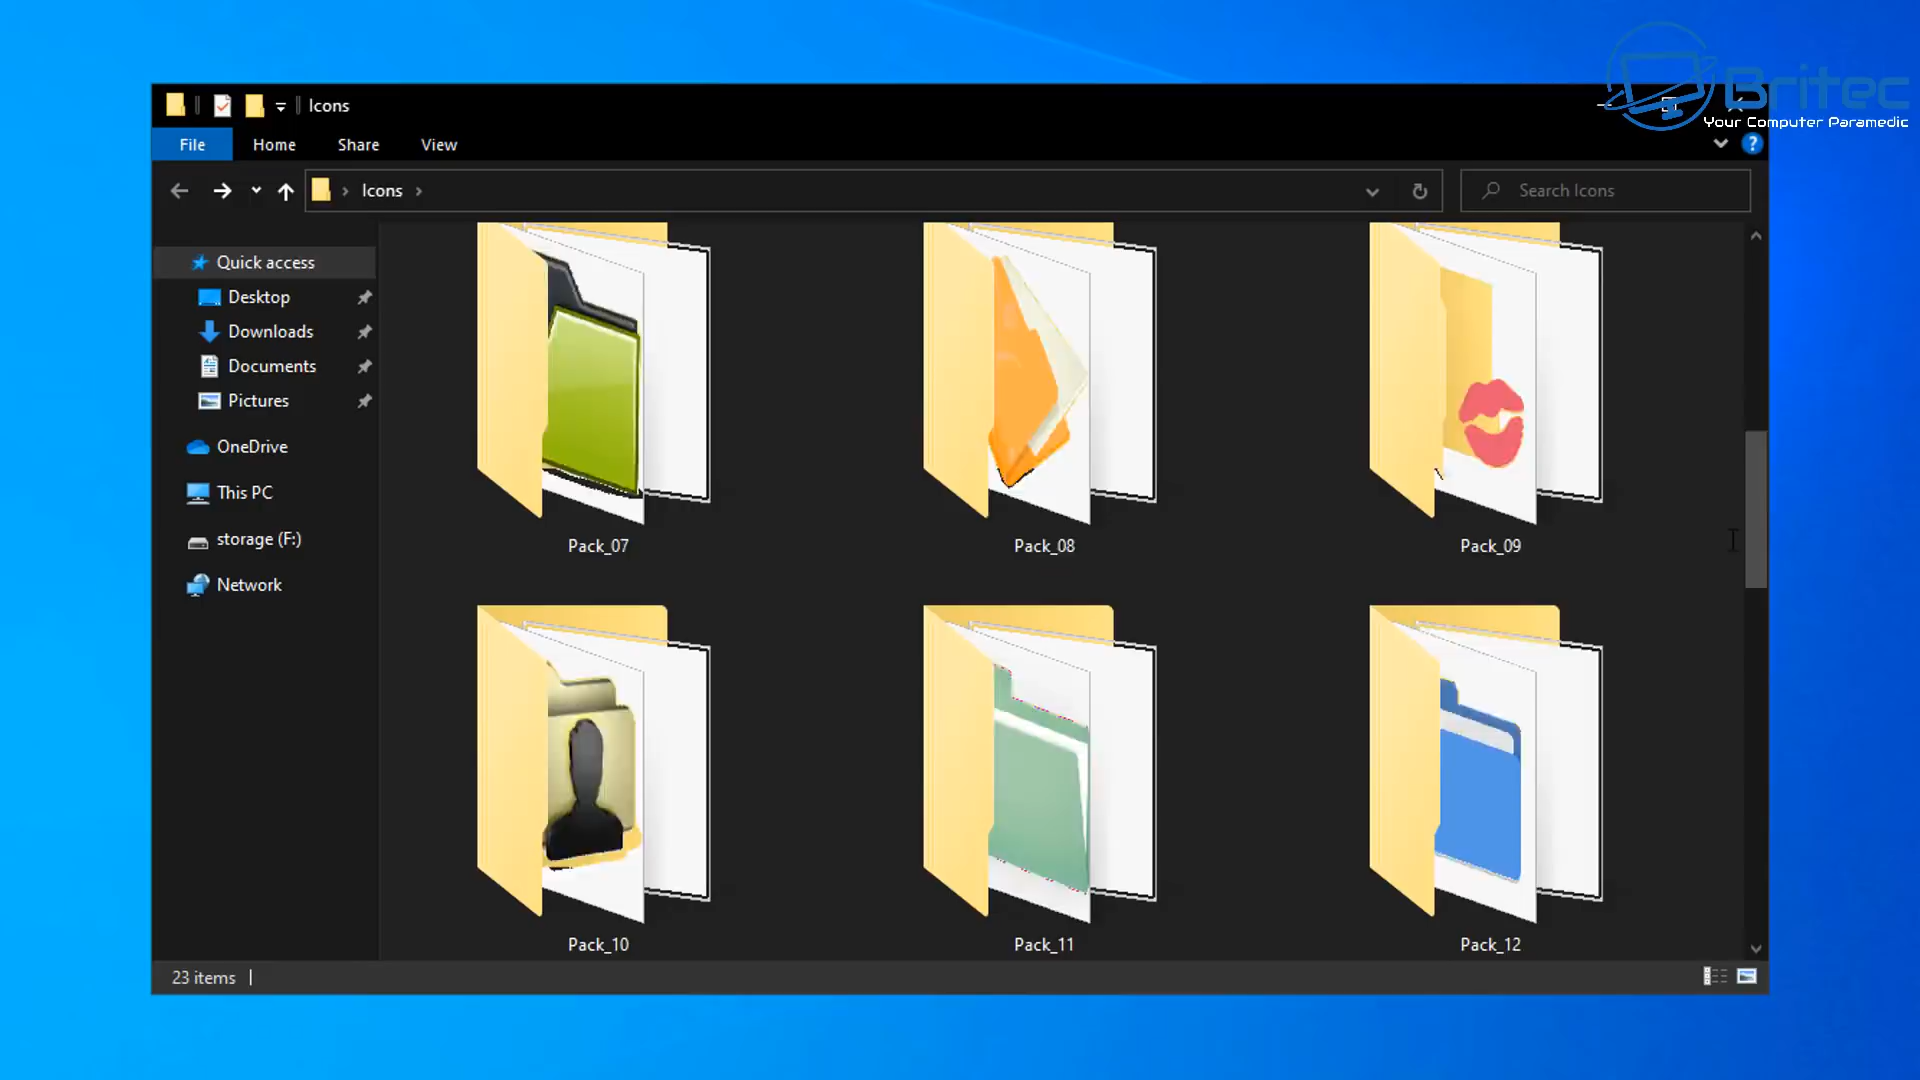 Britec
Your Computer Paramedic
Icons
File Home Share View
Icons
Search Icons
Quick access
Desktop
Downloads
Documents
Pictures
OneDrive
This PC
storage (F:)
Network
Pack_07 Pack_08 Pack_09
Pack_10 Pack_11 Pack_12
23 items